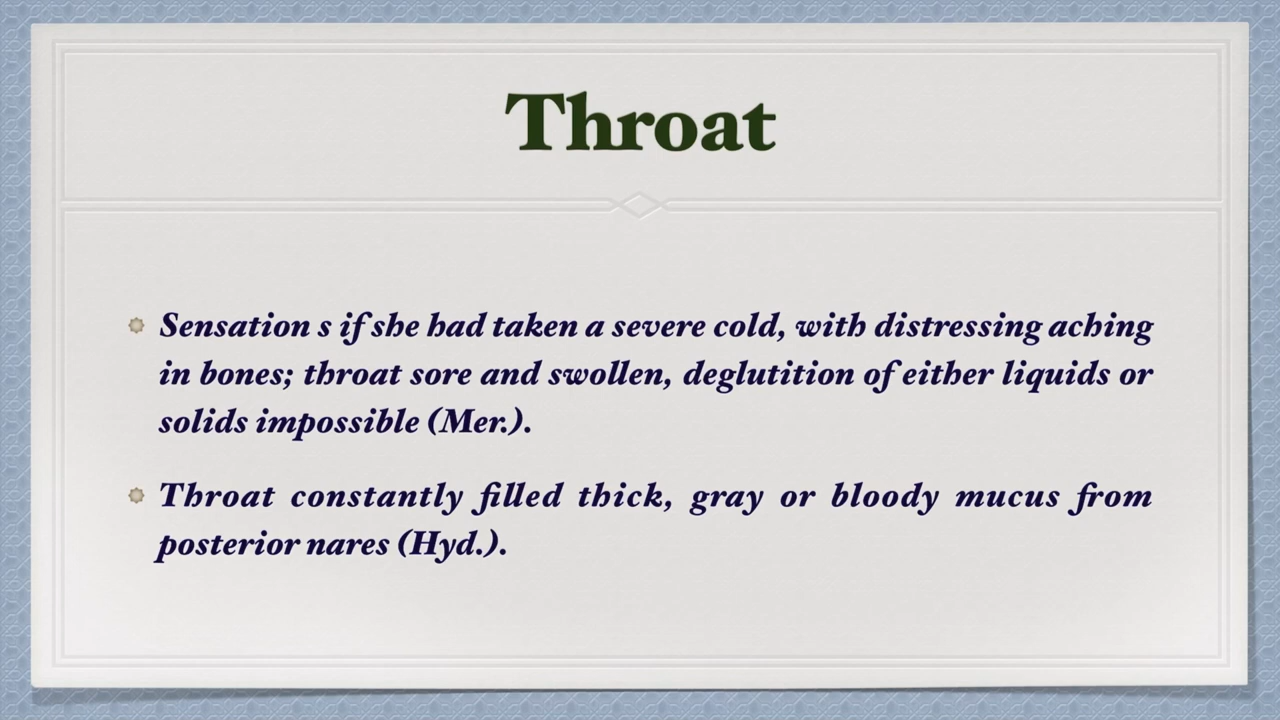 Throat
Sensation s if she had taken a severe cold, with distressing aching
in bones; throat sore and swollen, deglutition of either liquids or
solids impossible (Mer.).
Throat constantly filled thick, gray or bloody mucus from
posterior nares (Hyd.).